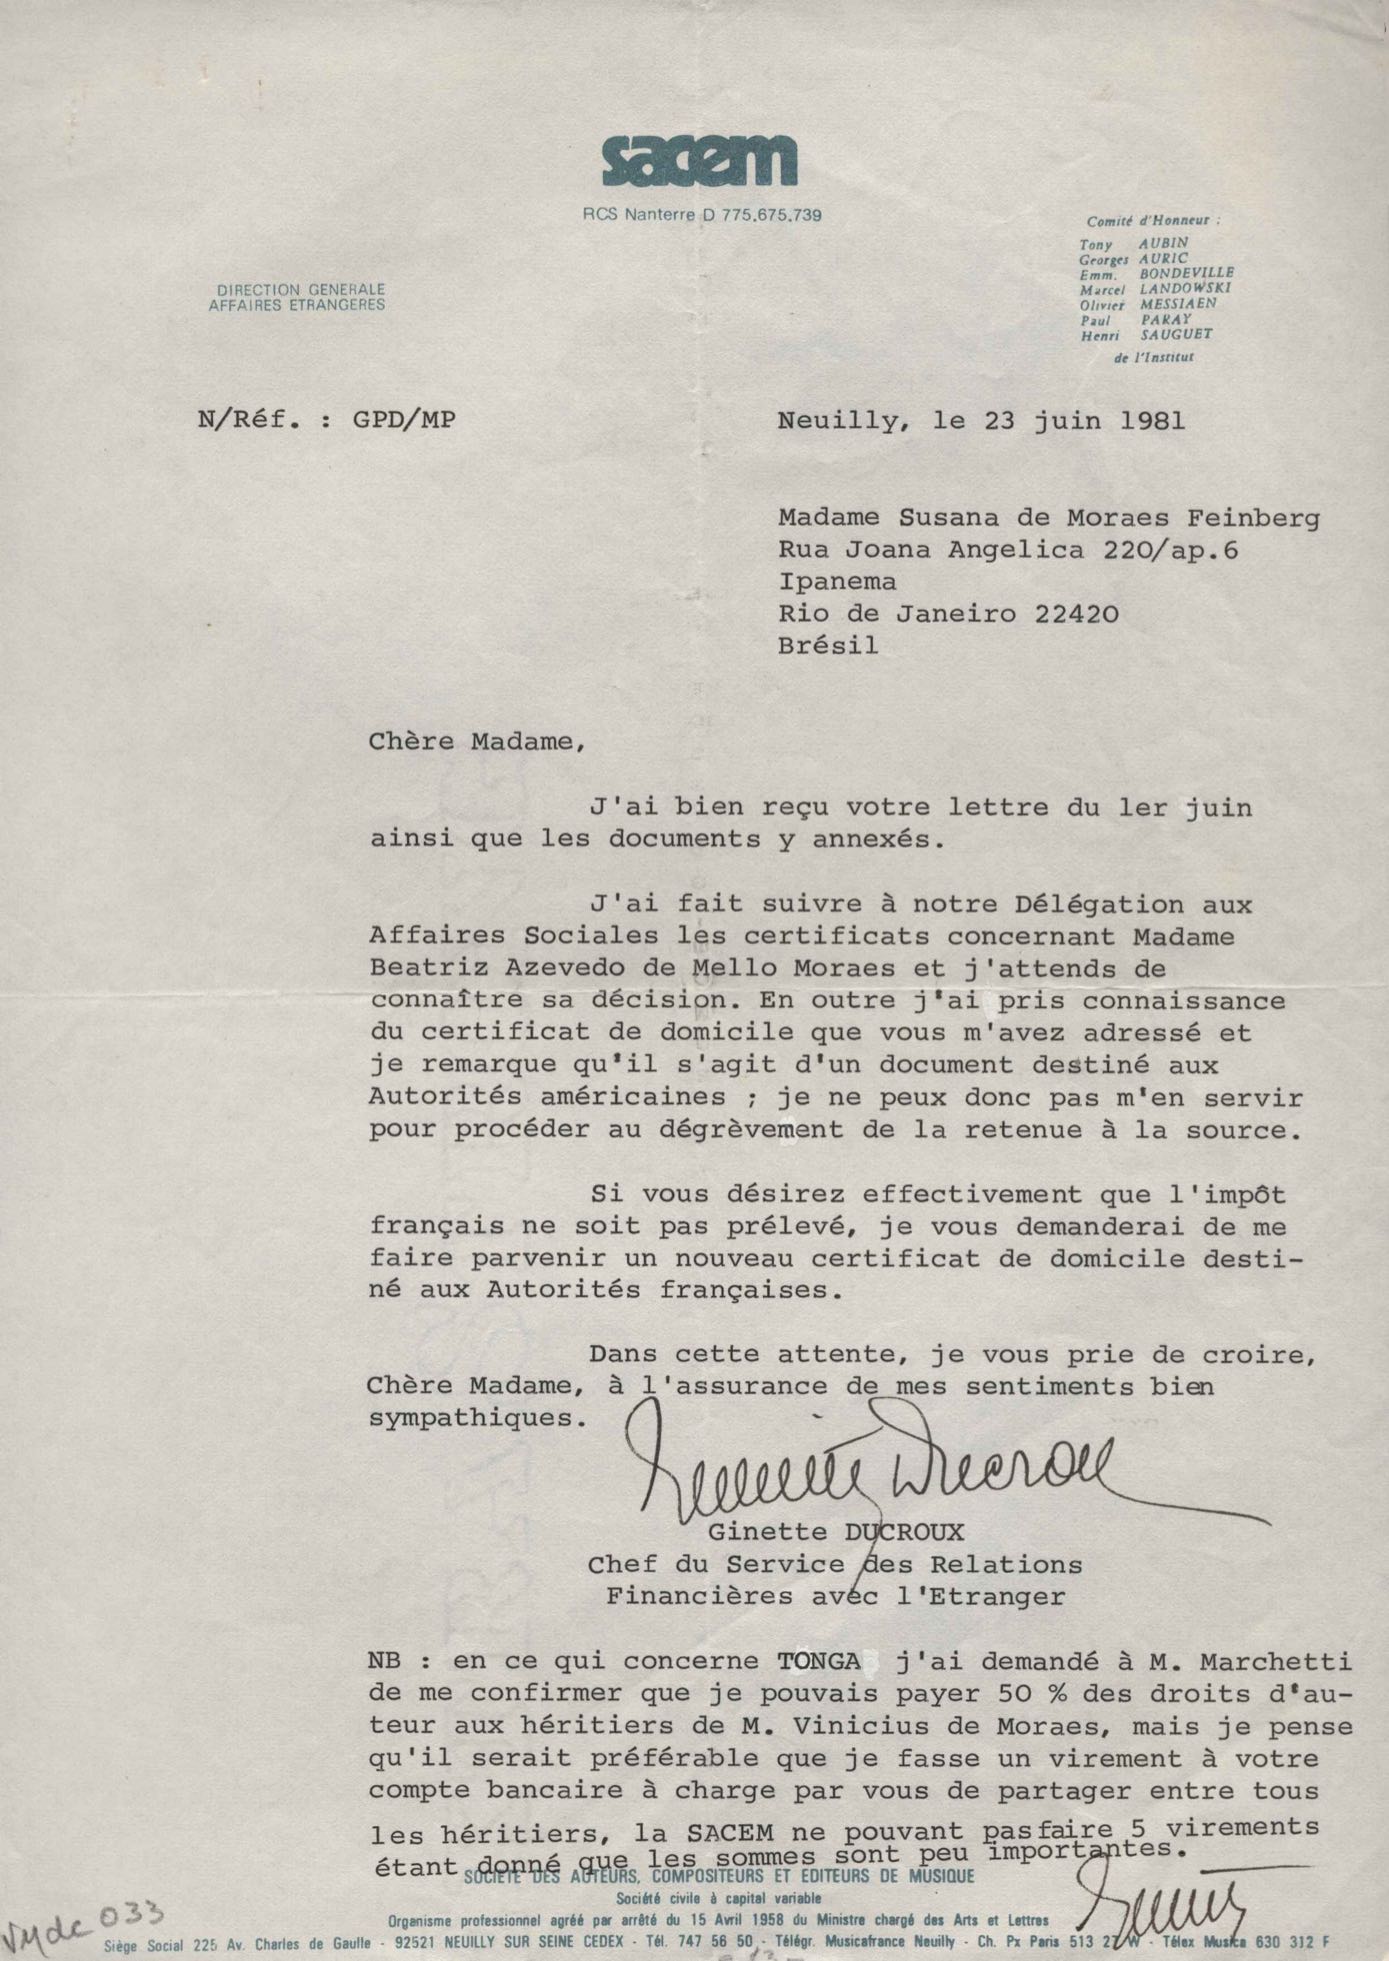 sacem
RCS Nanterre D 775.675.739
Comité d'Honneur :
Tony AUBIN
Georges AURIC
Emm. BONDEVILLE
Marcel LANDOWSKI
Olivier MESSIAEN
Paul PARAY
Henri SAUGUET
de l'Institut
DIRECTION GENERALE
AFFAIRES ETRANGERES
N/Réf. : GPD/MP
Neuilly, le 23 juin 1981
Madame Susana de Moraes Feinberg
Rua Joana Angelica 220/ap.6
Ipanema
Rio de Janeiro 22420
Brésil
Chère Madame,
J'ai bien reçu votre lettre du 1er juin
ainsi que les documents y annexés.
J'ai fait suivre à notre Délégation aux
Affaires Sociales les certificats concernant Madame
Beatriz Azevedo de Mello Moraes et j'attends de
connaître sa décision. En outre j'ai pris connaissance
du certificat de domicile que vous m'avez adressé et
je remarque qu'il s'agit d'un document destiné aux
Autorités américaines ; je ne peux donc pas m'en servir
pour procéder au dégrèvement de la retenue à la source.
Si vous désirez effectivement que l'impôt
français ne soit pas prélevé, je vous demanderai de me
faire parvenir un nouveau certificat de domicile desti-
né aux Autorités françaises.
Dans cette attente, je vous prie de croire,
Chère Madame, à l'assurance de mes sentiments bien
sympathiques.
Ginette Ducroux
Ginette DUCROUX
Chef du Service des Relations
Financières avec l'Etranger
NB : en ce qui concerne TONGA j'ai demandé à M. Marchetti
de me confirmer que je pouvais payer 50 % des droits d'au-
teur aux héritiers de M. Vinicius de Moraes, mais je pense
qu'il serait préférable que je fasse un virement à votre
compte bancaire à charge par vous de partager entre tous
les héritiers, la SACEM ne pouvant pas faire 5 virements
étant donné que les sommes sont peu importantes.
SOCIETE DES AUTEURS, COMPOSITEURS ET EDITEURS DE MUSIQUE
Société civile à capital variable
Organisme professionnel agréé par arrêté du 15 Avril 1958 du Ministre chargé des Arts et Lettres
Siège Social 225 Av. Charles de Gaulle - 92521 NEUILLY SUR SEINE CEDEX - Tél. 747 56 50 - Télégr. Musicafrance Neuilly - Ch. Px Paris 513 27 W - Télex Musica 630 312 F
033